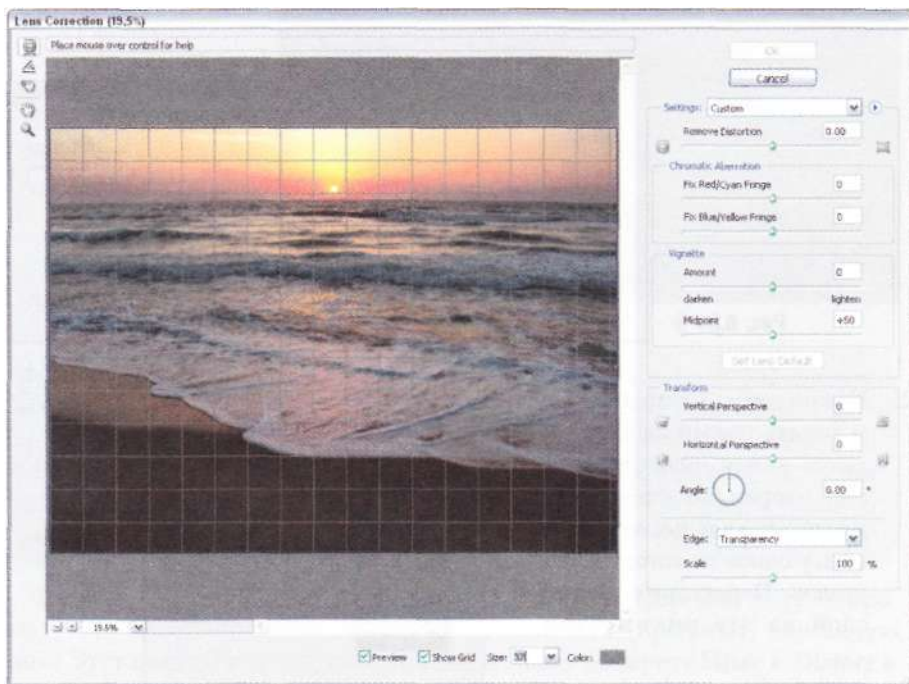 Lens Correction (19,5%)
Place mouse over control for help
OK
Cancel
Settings: Custom
Remove Distortion 0.00
Chromatic Aberration
Fix Red/Cyan Fringe 0
Fix Blue/Yellow Fringe 0
Vignette
Amount 0
darken lighten
Midpoint +50
Set Lens Default
Transform
Vertical Perspective 0
Horizontal Perspective 0
Angle: 0.00 °
Edge: Transparency
Scale 100 %
19.5%
Preview Show Grid Size: Color: